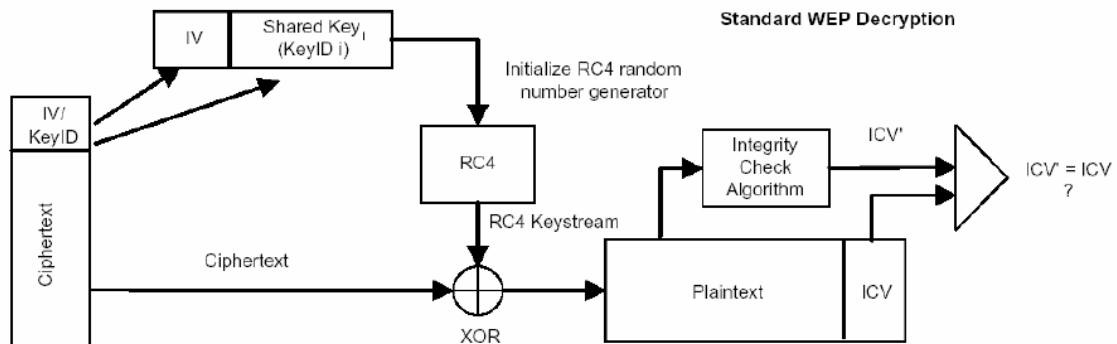 Standard WEP Decryption
IV
Shared Keyi
(KeyID i)
Initialize RC4 random
number generator
IV/
KeyID
RC4
Integrity
Check
Algorithm
ICV'
ICV' = ICV
?
RC4 Keystream
Ciphertext
Ciphertext
Plaintext
ICV
XOR